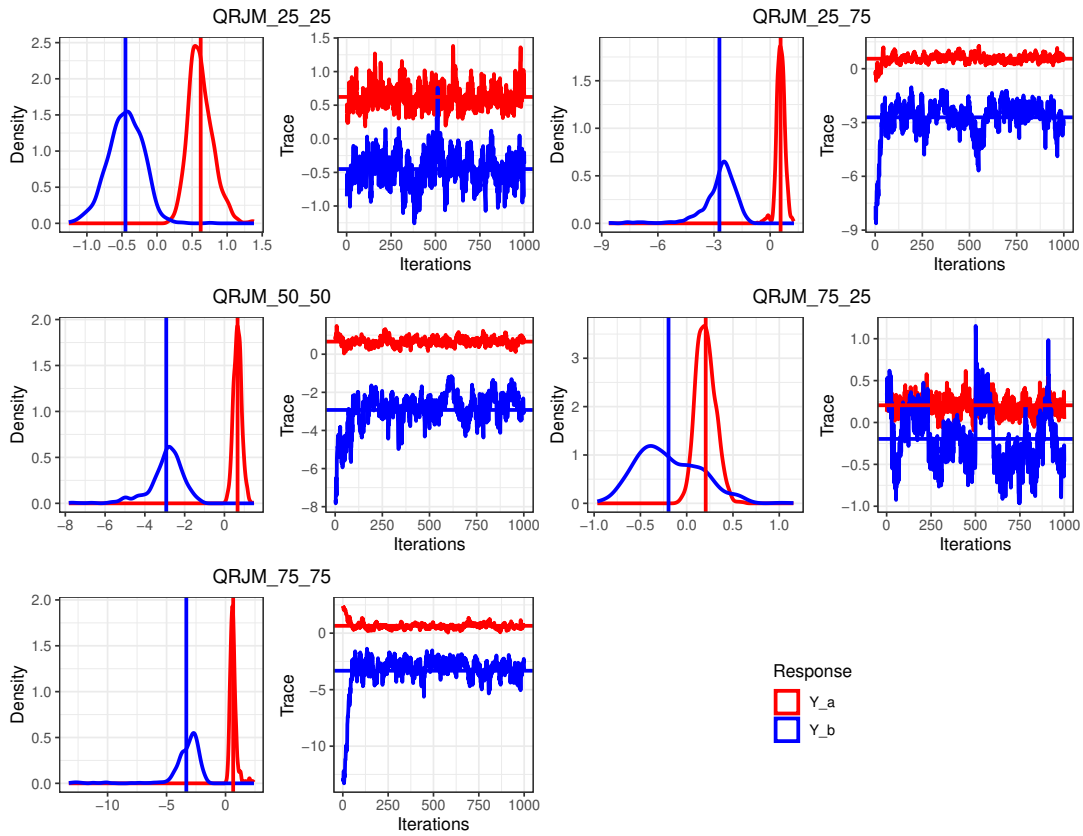 QRJM_25_25
Density
2.5
2.0
1.5
1.0
0.5
0.0
−1.0 −0.5 0.0 0.5 1.0 1.5
Trace
1.5
1.0
0.5
0.0
−0.5
−1.0
0 250 500 750 1000
Iterations
QRJM_25_75
Density
1.5
1.0
0.5
0.0
−9 −6 −3 0
Trace
0
−3
−6
−9
0 250 500 750 1000
Iterations
QRJM_50_50
Density
2.0
1.5
1.0
0.5
0.0
−8 −6 −4 −2 0
Trace
0
−2
−4
−6
−8
0 250 500 750 1000
Iterations
QRJM_75_25
Density
3
2
1
0
−1.0 −0.5 0.0 0.5 1.0
Trace
1.0
0.5
0.0
−0.5
−1.0
0 250 500 750 1000
Iterations
QRJM_75_75
Density
2.0
1.5
1.0
0.5
0.0
−10 −5 0
Trace
0
−5
−10
0 250 500 750 1000
Iterations
Response
Y_a
Y_b